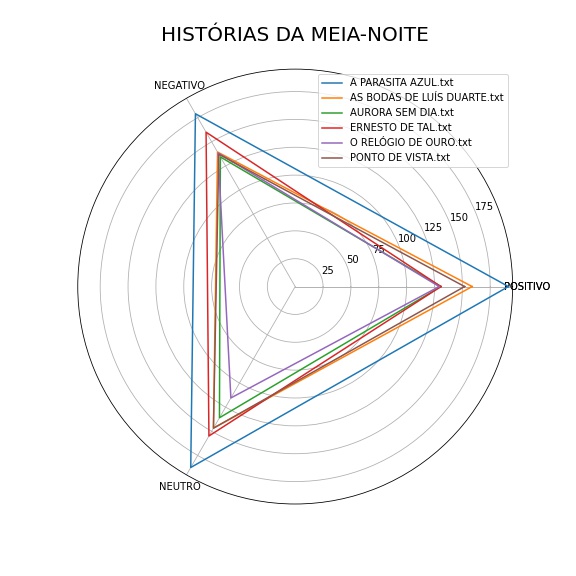 HISTÓRIAS DA MEIA-NOITE
NEGATIVO
A PARASITA AZUL.txt
AS BODAS DE LUÍS DUARTE.txt
AURORA SEM DIA.txt
ERNESTO DE TAL.txt
O RELÓGIO DE OURO.txt
PONTO DE VISTA.txt
175
150
125
100
75
50
25
POSITIVO
NEUTRO